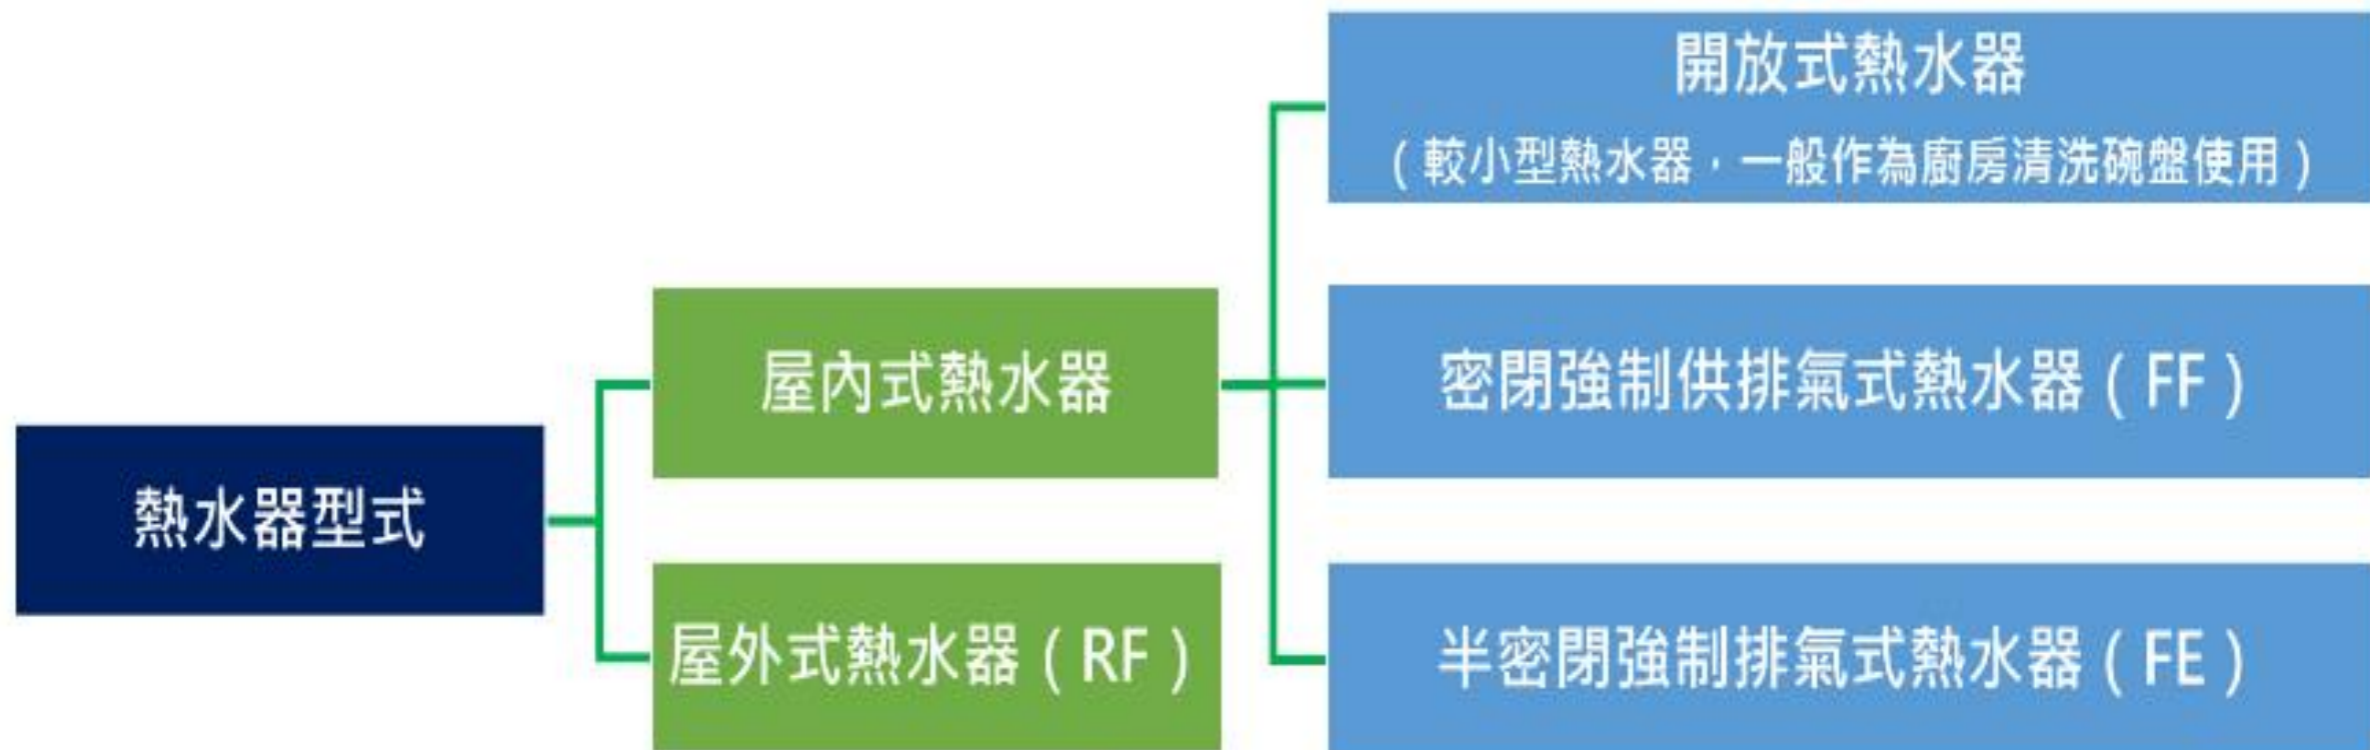 熱水器型式
屋內式熱水器
屋外式熱水器（RF）
開放式熱水器
（較小型熱水器，一般作為廚房清洗碗盤使用）
密閉強制供排氣式熱水器（FF）
半密閉強制排氣式熱水器（FE）